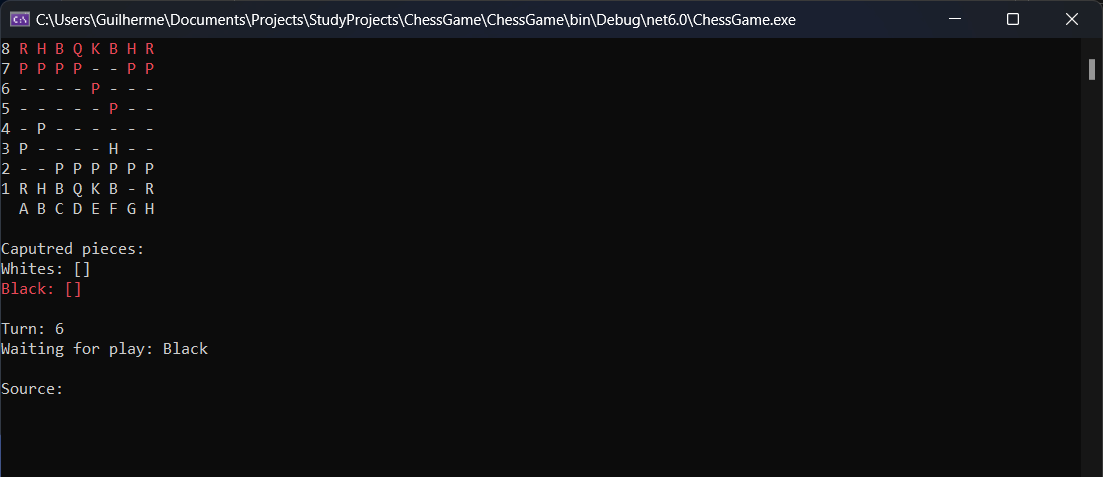 C:\Users\Guilherme\Documents\Projects\StudyProjects\ChessGame\ChessGame\bin\Debug\net6.0\ChessGame.exe
8 R H B Q K B H R
7 P P P P - - P P
6 - - - - P - - -
5 - - - - - P - -
4 - P - - - - - -
3 P - - - - H - -
2 - - P P P P P P
1 R H B Q K B - R
A B C D E F G H
Caputred pieces:
Whites: []
Black: []
Turn: 6
Waiting for play: Black
Source: